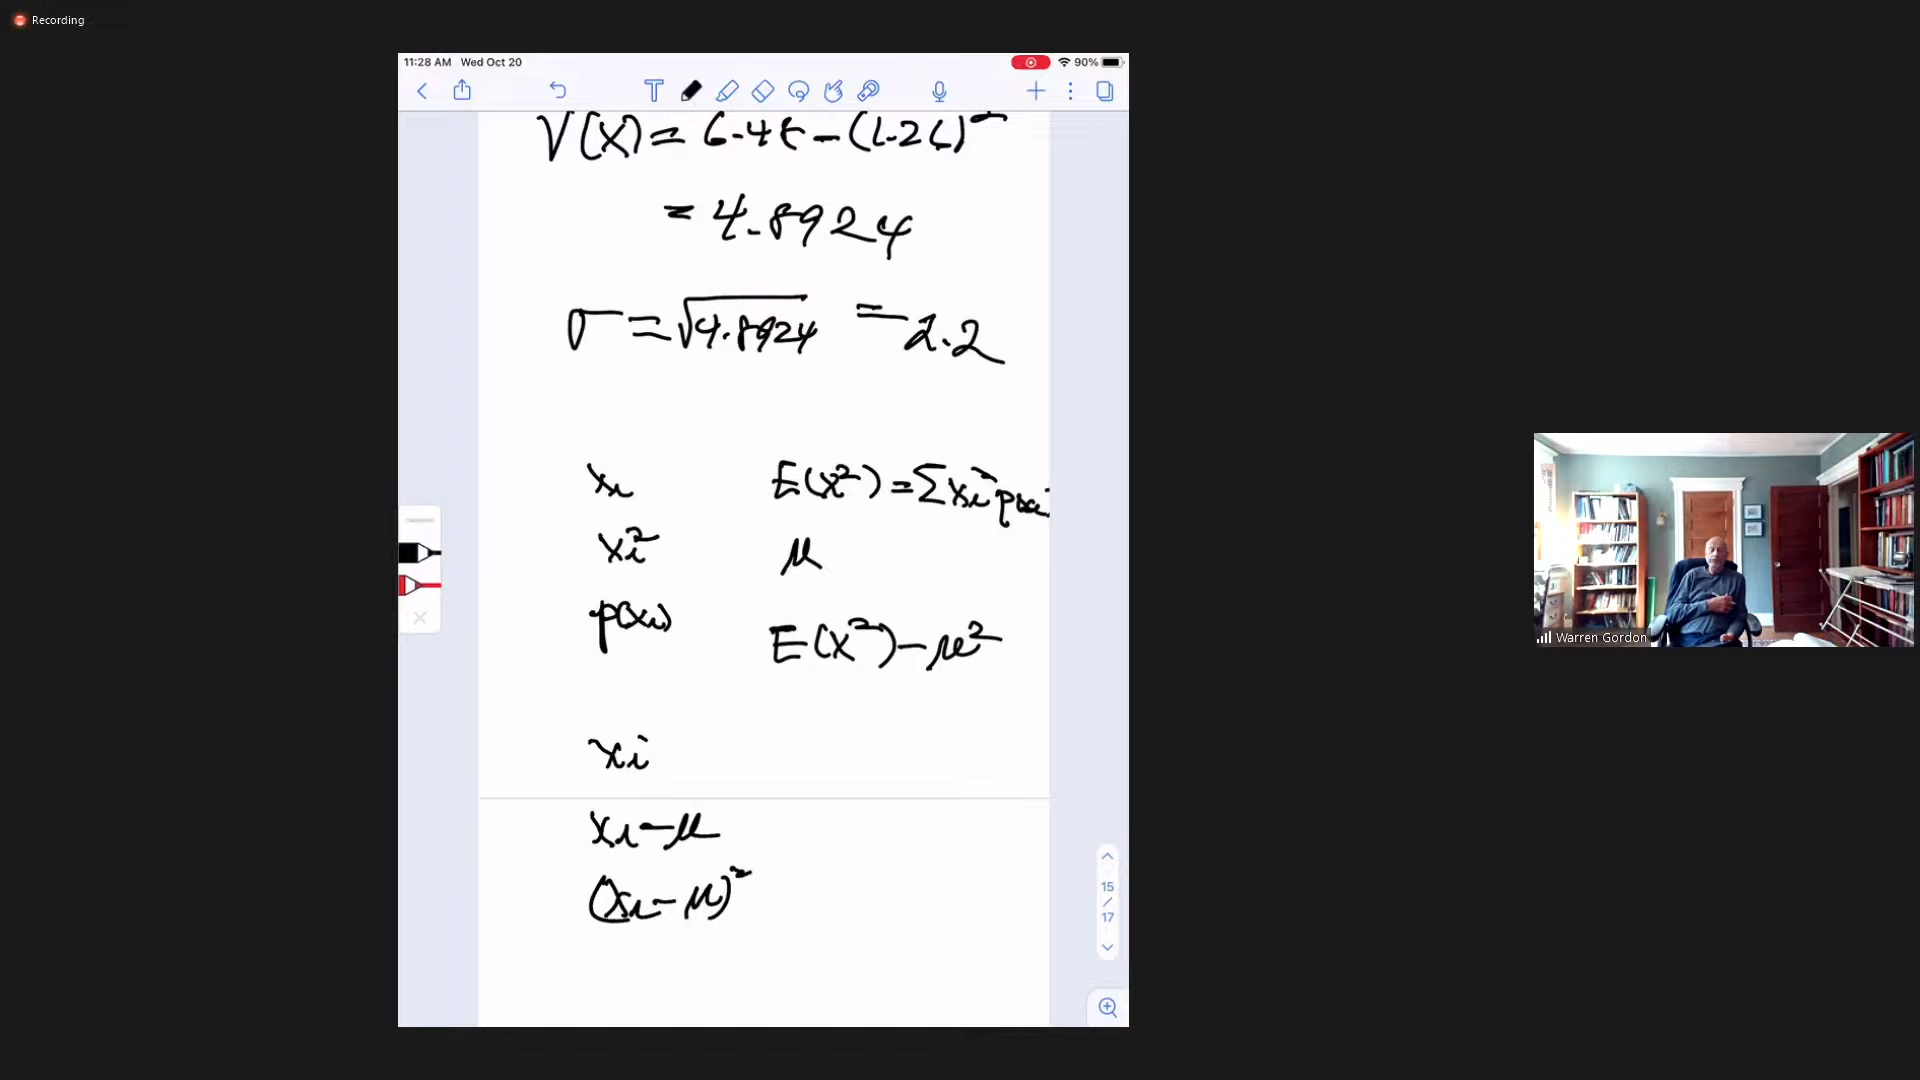 Recording
11:28 AM Wed Oct 20
90%
V(X) = 6.48 - (1.26)²
= 4.8924
σ = √4.8924 = 2.2
xi E(X²) = Σxi²p(xi
xi² μ
p(xi) E(X²) - μ²
xi
xi - μ
(xi - μ)²
15
/
17
Warren Gordon